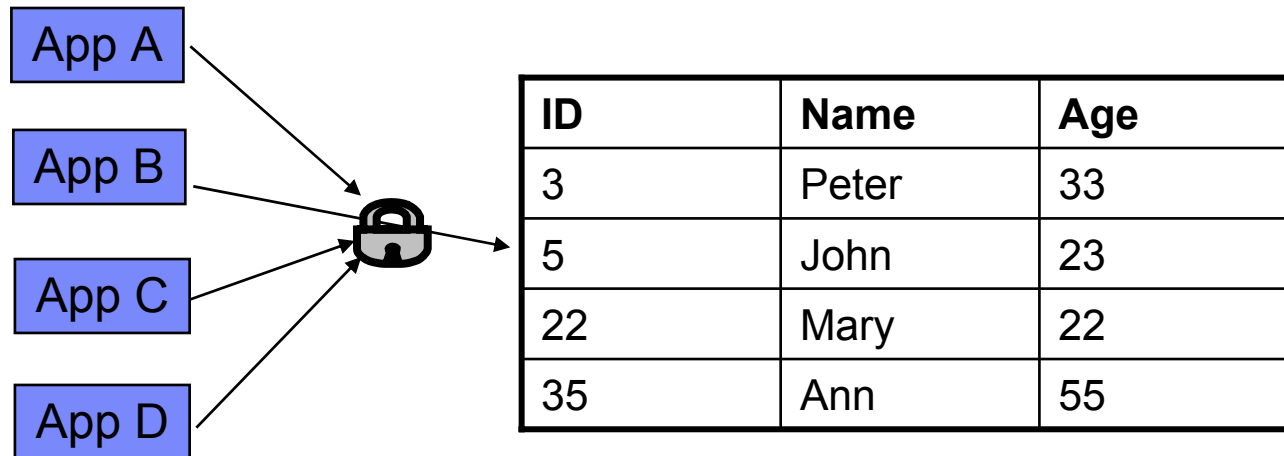 App A
App B
App C
App D
ID Name Age
3 Peter 33
5 John 23
22 Mary 22
35 Ann 55